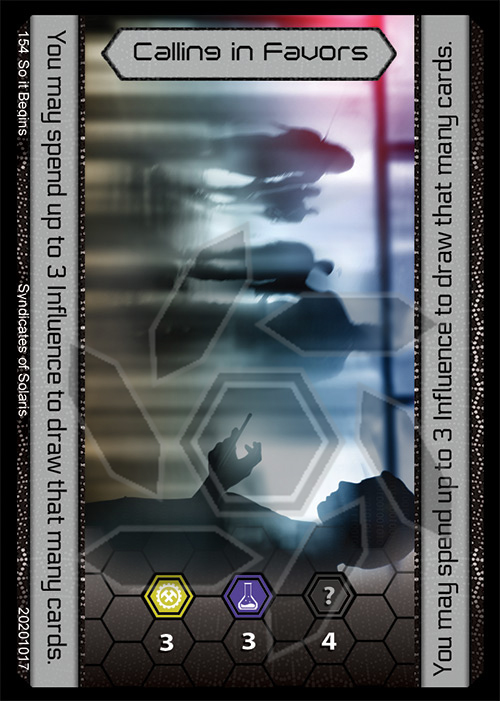 Calling in Favors
154. So it Begins
Syndicates of Solaris.
20201017
You may spend up to 3 Influence to draw that many cards.
You may spend up to 3 Influence to draw that many cards.
?
3
3
4